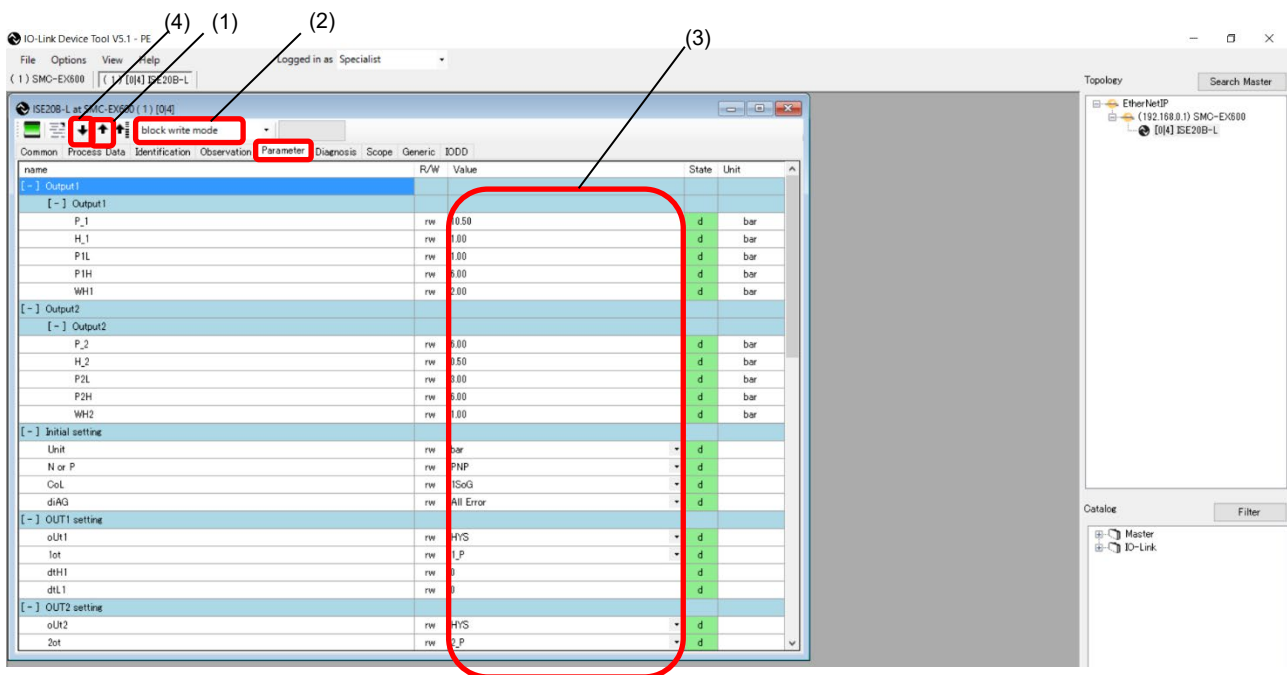 (4) (1) (2) (3)
IO-Link Device Tool V5.1 - PE
File Options View Help Logged in as Specialist
(1) SMC-EX600 (1) [0|4] ISE20B-L
Topology Search Master
ISE20B-L at SMC-EX600 (1) [0|4]
EtherNetIP
(192.168.0.1) SMC-EX600
[0|4] ISE20B-L
block write mode
Common Process Data Identification Observation Parameter Diagnosis Scope Generic IODD
name R/W Value State Unit
[-] Output1
[-] Output1
P_1 rw 10.50 d bar
H_1 rw 1.00 d bar
P1L rw 1.00 d bar
P1H rw 5.00 d bar
WH1 rw 2.00 d bar
[-] Output2
[-] Output2
P_2 rw 5.00 d bar
H_2 rw 0.50 d bar
P2L rw 3.00 d bar
P2H rw 5.00 d bar
WH2 rw 1.00 d bar
[-] Initial setting
Unit rw bar d
N or P rw PNP d
CoL rw 1SoG d
diAG rw All Error d
[-] OUT1 setting
oUt1 rw HYS d
1ot rw 1_P d
dtH1 rw 0 d
dtL1 rw 0 d
[-] OUT2 setting
oUt2 rw HYS d
2ot rw 2_P d
Catalog Filter
Master
IO-Link